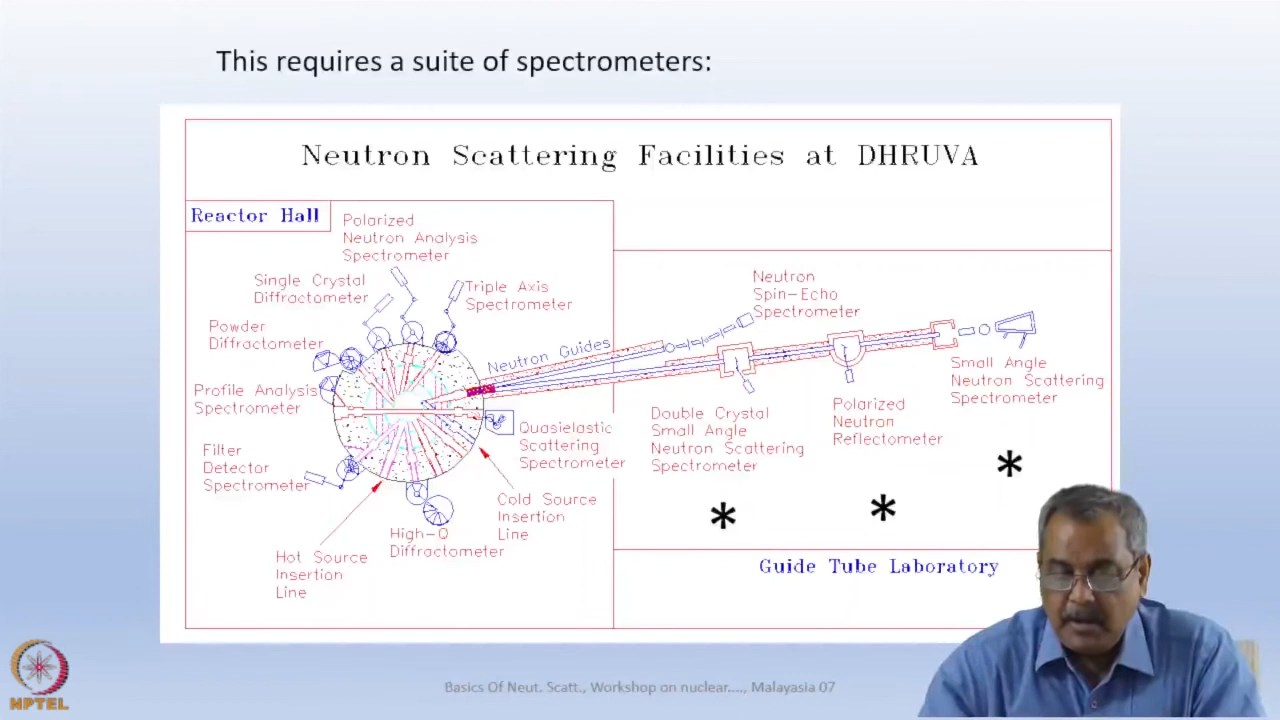 This requires a suite of spectrometers:
Neutron Scattering Facilities at DHRUVA
Reactor Hall
Polarized
Neutron Analysis
Spectrometer
Single Crystal
Diffractometer
Triple Axis
Spectrometer
Powder
Diffractometer
Profile Analysis
Spectrometer
Filter
Detector
Spectrometer
Hot Source
Insertion
Line
High-Q
Diffractometer
Cold Source
Insertion
Line
Quasielastic
Scattering
Spectrometer
Neutron Guides
Neutron
Spin-Echo
Spectrometer
Double Crystal
Small Angle
Neutron Scattering
Spectrometer
Polarized
Neutron
Reflectometer
Small Angle
Neutron Scattering
Spectrometer
* * *
Guide Tube Laboratory
Basics Of Neut. Scatt., Workshop on nuclear...., Malayasia 07
NPTEL